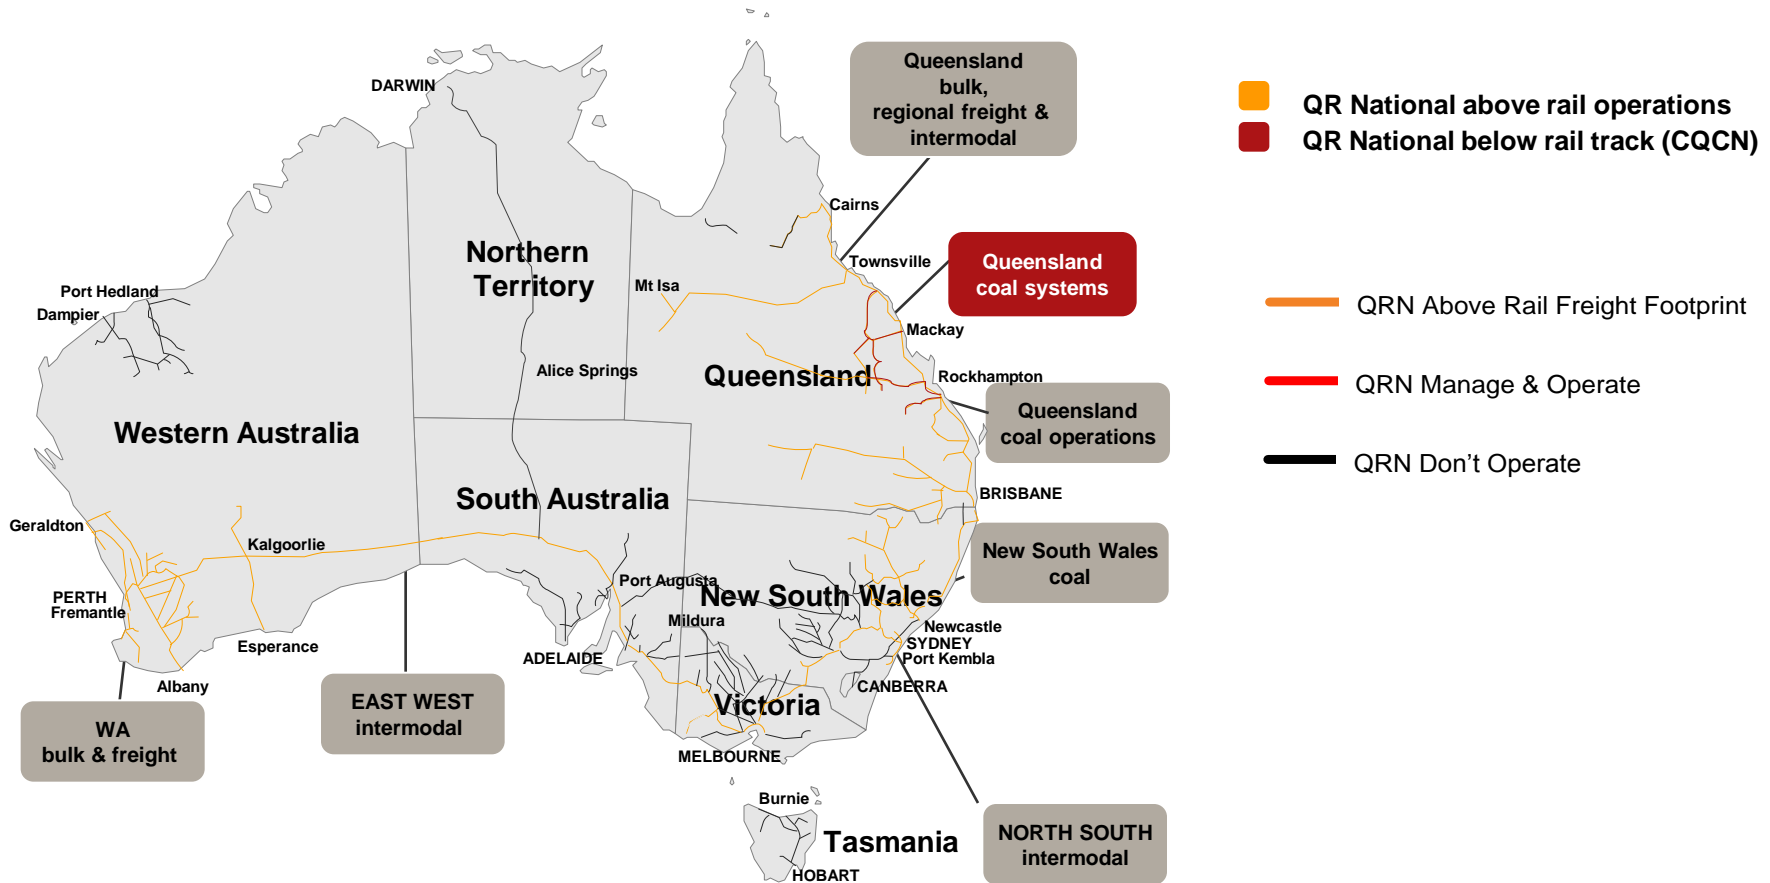 DARWIN
Queensland
bulk,
regional freight &
intermodal
QR National above rail operations
QR National below rail track (CQCN)
Cairns
Northern
Territory
Townsville
Queensland
coal systems
Mt Isa
Port Hedland
Dampier
Mackay
QRN Above Rail Freight Footprint
Alice Springs
Queensland
Rockhampton
QRN Manage & Operate
Queensland
coal operations
Western Australia
QRN Don’t Operate
South Australia
BRISBANE
Geraldton
Kalgoorlie
New South Wales
coal
Port Augusta
New South Wales
PERTH
Fremantle
Mildura
Newcastle
SYDNEY
Port Kembla
Esperance
ADELAIDE
CANBERRA
Albany
EAST WEST
intermodal
Victoria
WA
bulk & freight
MELBOURNE
Burnie
Tasmania
NORTH SOUTH
intermodal
HOBART